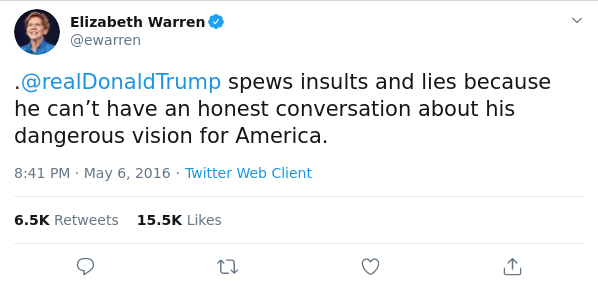 Elizabeth Warren
@ewarren
.@realDonaldTrump spews insults and lies because
he can’t have an honest conversation about his
dangerous vision for America.
8:41 PM · May 6, 2016 · Twitter Web Client
6.5K Retweets 15.5K Likes